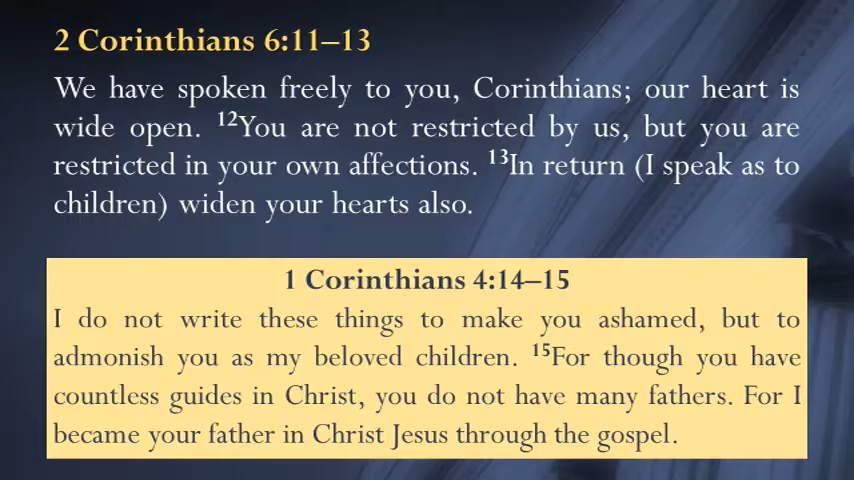 2 Corinthians 6:11–13
We have spoken freely to you, Corinthians; our heart is
wide open. ¹²You are not restricted by us, but you are
restricted in your own affections. ¹³In return (I speak as to
children) widen your hearts also.
1 Corinthians 4:14–15
I do not write these things to make you ashamed, but to
admonish you as my beloved children. ¹⁵For though you have
countless guides in Christ, you do not have many fathers. For I
became your father in Christ Jesus through the gospel.